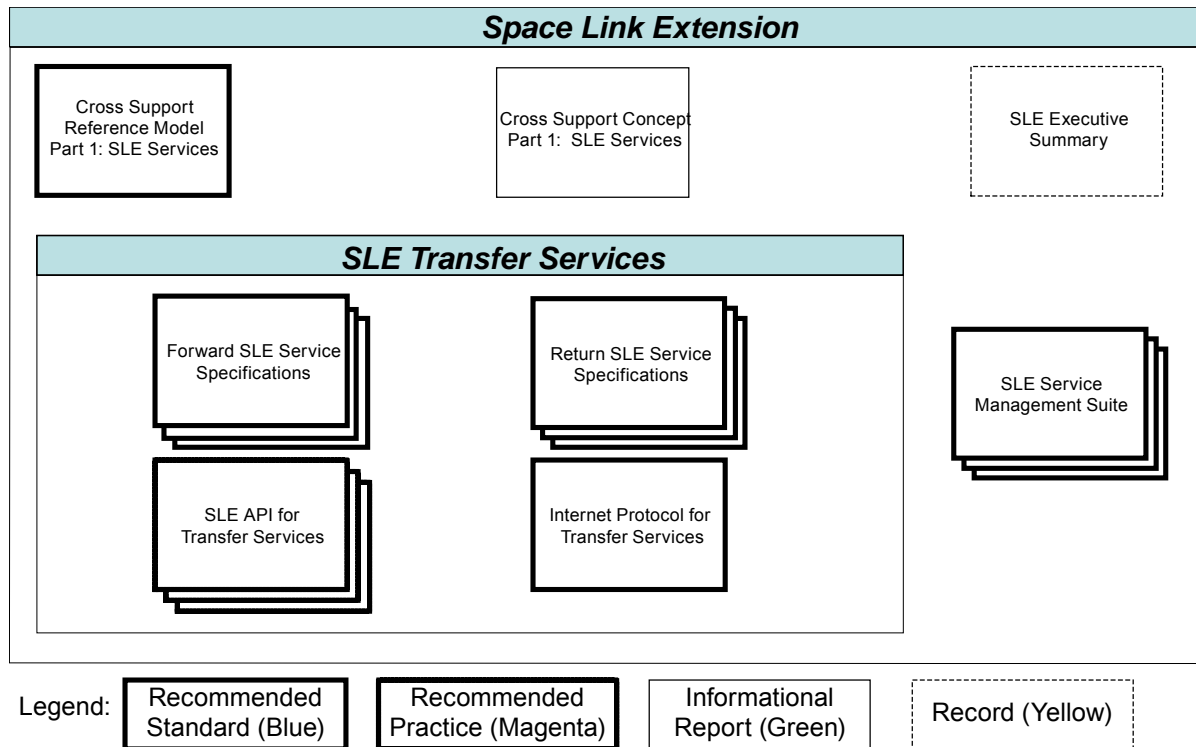 Space Link Extension
Cross Support
Reference Model
Part 1: SLE Services
Cross Support Concept
Part 1: SLE Services
SLE Executive
Summary
SLE Transfer Services
Forward SLE Service
Specifications
Return SLE Service
Specifications
SLE Service
Management Suite
SLE API for
Transfer Services
Internet Protocol for
Transfer Services
Legend:
Recommended
Standard (Blue)
Recommended
Practice (Magenta)
Informational
Report (Green)
Record (Yellow)